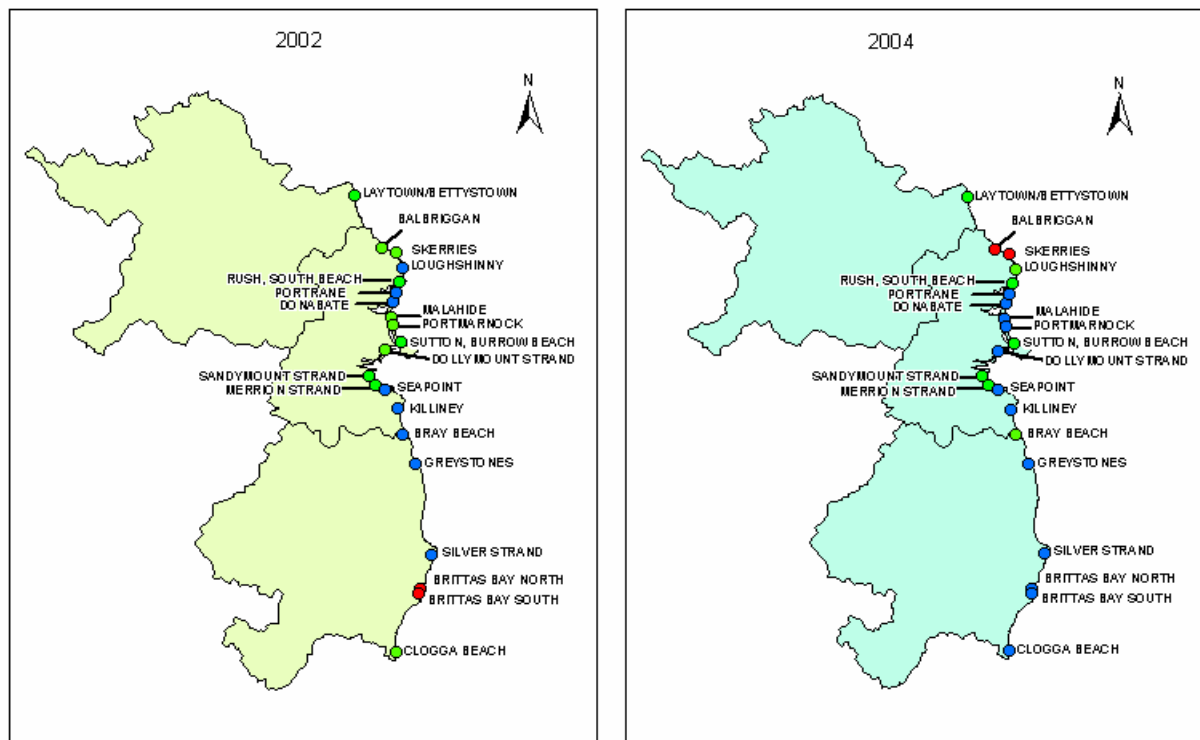 2002
N
LAYTOWN/BETTYSTOWN
BALBRIGGAN
SKERRIES
LOUGHSHINNY
RUSH, SOUTH BEACH
PORTRANE
DONABATE
MALAHIDE
PORTMARNOCK
SUTTON, BURROW BEACH
DOLLYMOUNT STRAND
SANDYMOUNT STRAND
MERRION STRAND
SEAPOINT
KILLINEY
BRAY BEACH
GREYSTONES
SILVER STRAND
BRITTAS BAY NORTH
BRITTAS BAY SOUTH
CLOGGA BEACH
2004
N
LAYTOWN/BETTYSTOWN
BALBRIGGAN
SKERRIES
LOUGHSHINNY
RUSH, SOUTH BEACH
PORTRANE
DONABATE
MALAHIDE
PORTMARNOCK
SUTTON, BURROW BEACH
DOLLYMOUNT STRAND
SANDYMOUNT STRAND
MERRION STRAND
SEAPOINT
KILLINEY
BRAY BEACH
GREYSTONES
SILVER STRAND
BRITTAS BAY NORTH
BRITTAS BAY SOUTH
CLOGGA BEACH